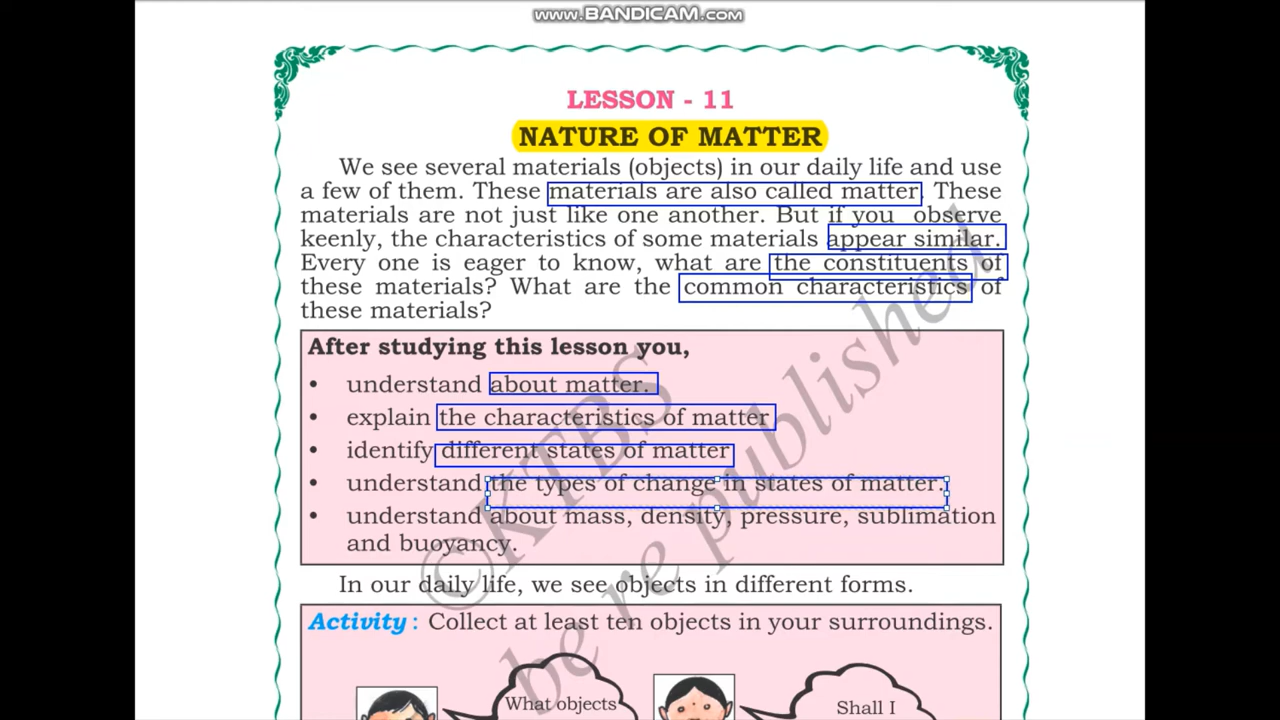 www.BANDICAM.com
LESSON - 11
NATURE OF MATTER
We see several materials (objects) in our daily life and use
a few of them. These materials are also called matter. These
materials are not just like one another. But if you observe
keenly, the characteristics of some materials appear similar.
Every one is eager to know, what are the constituents of
these materials? What are the common characteristics of
these materials?
After studying this lesson you,
• understand about matter.
• explain the characteristics of matter
• identify different states of matter
• understand the types of change in states of matter.
• understand about mass, density, pressure, sublimation
and buoyancy.
In our daily life, we see objects in different forms.
Activity : Collect at least ten objects in your surroundings.
What objects
Shall I
©KTBS
be republished